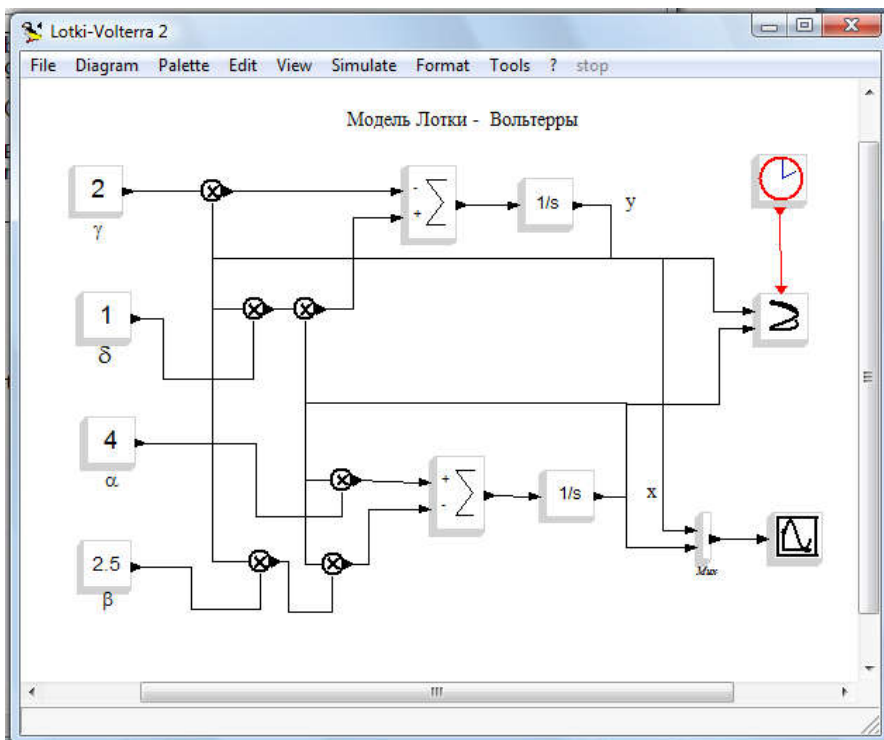 Lotki-Volterra 2
File Diagram Palette Edit View Simulate Format Tools ? stop
Модель Лотки - Вольтерры
2
γ
-
+
1/s
y
1
δ
4
α
+
-
1/s
x
2.5
β
Mux